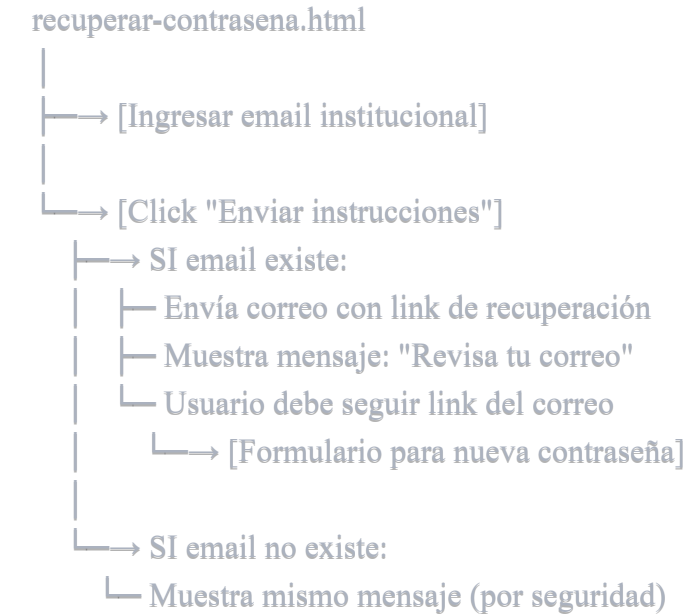 recuperar-contrasena.html
[Ingresar email institucional]
[Click "Enviar instrucciones"]
SI email existe:
Envía correo con link de recuperación
Muestra mensaje: "Revisa tu correo"
Usuario debe seguir link del correo
[Formulario para nueva contraseña]
SI email no existe:
Muestra mismo mensaje (por seguridad)